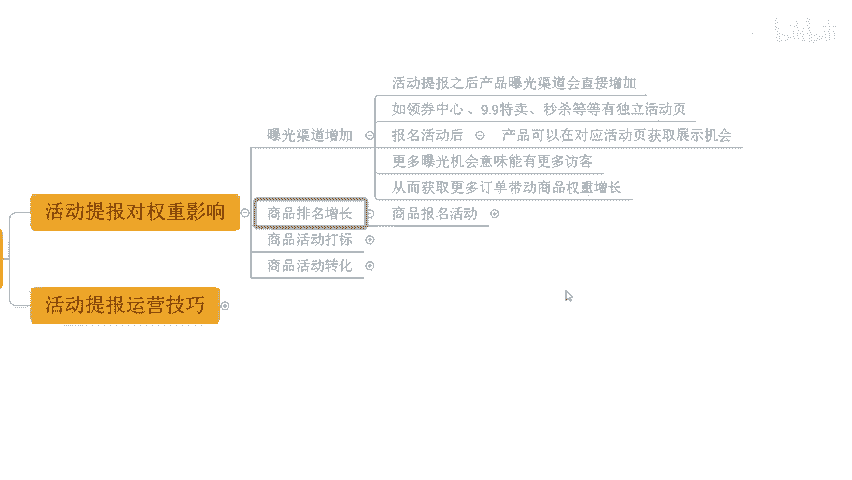 活动提报之后产品曝光渠道会直接增加
如领券中心、9.9特卖、秒杀等等有独立活动页
曝光渠道增加
报名活动后
产品可以在对应活动页获取展示机会
更多曝光机会意味能有更多访客
从而获取更多订单带动商品权重增长
活动提报对权重影响
商品排名增长
商品报名活动
商品活动打标
商品活动转化
活动提报运营技巧